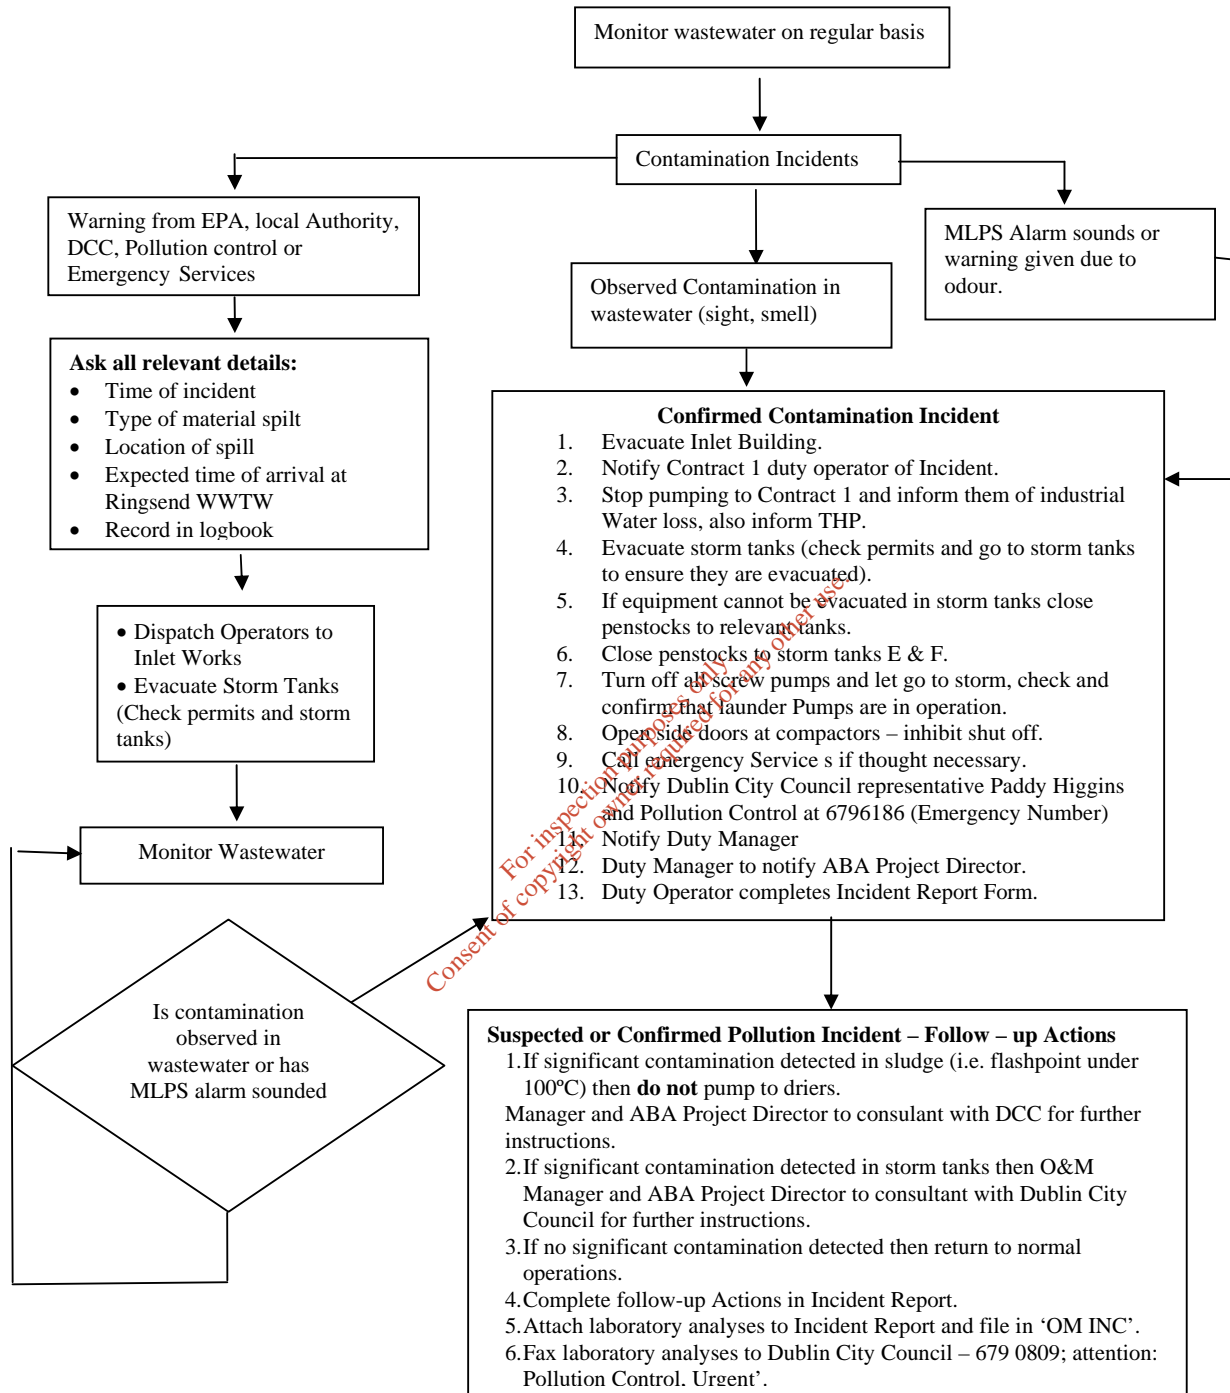 Monitor wastewater on regular basis
Contamination Incidents
Warning from EPA, local Authority,
DCC, Pollution control or
Emergency Services
MLPS Alarm sounds or
warning given due to
odour.
Observed Contamination in
wastewater (sight, smell)
Ask all relevant details:
• Time of incident
• Type of material spilt
• Location of spill
• Expected time of arrival at
Ringsend WWTW
• Record in logbook
• Dispatch Operators to
Inlet Works
• Evacuate Storm Tanks
(Check permits and storm
tanks)
Monitor Wastewater
Is contamination
observed in
wastewater or has
MLPS alarm sounded
Confirmed Contamination Incident
1. Evacuate Inlet Building.
2. Notify Contract 1 duty operator of Incident.
3. Stop pumping to Contract 1 and inform them of industrial
Water loss, also inform THP.
4. Evacuate storm tanks (check permits and go to storm tanks
to ensure they are evacuated).
5. If equipment cannot be evacuated in storm tanks close
penstocks to relevant tanks.
6. Close penstocks to storm tanks E & F.
7. Turn off all screw pumps and let go to storm, check and
confirm that launder Pumps are in operation.
8. Open side doors at compactors – inhibit shut off.
9. Call emergency Service s if thought necessary.
10. Notify Dublin City Council representative Paddy Higgins
and Pollution Control at 6796186 (Emergency Number)
11. Notify Duty Manager
12. Duty Manager to notify ABA Project Director.
13. Duty Operator completes Incident Report Form.
For inspection purposes only.
Consent of copyright owner required for any other use.
Suspected or Confirmed Pollution Incident – Follow – up Actions
1.If significant contamination detected in sludge (i.e. flashpoint under
100ºC) then do not pump to driers.
Manager and ABA Project Director to consulant with DCC for further
instructions.
2.If significant contamination detected in storm tanks then O&M
Manager and ABA Project Director to consultant with Dublin City
Council for further instructions.
3.If no significant contamination detected then return to normal
operations.
4.Complete follow-up Actions in Incident Report.
5.Attach laboratory analyses to Incident Report and file in ‘OM INC’.
6.Fax laboratory analyses to Dublin City Council – 679 0809; attention:
Pollution Control, Urgent’.